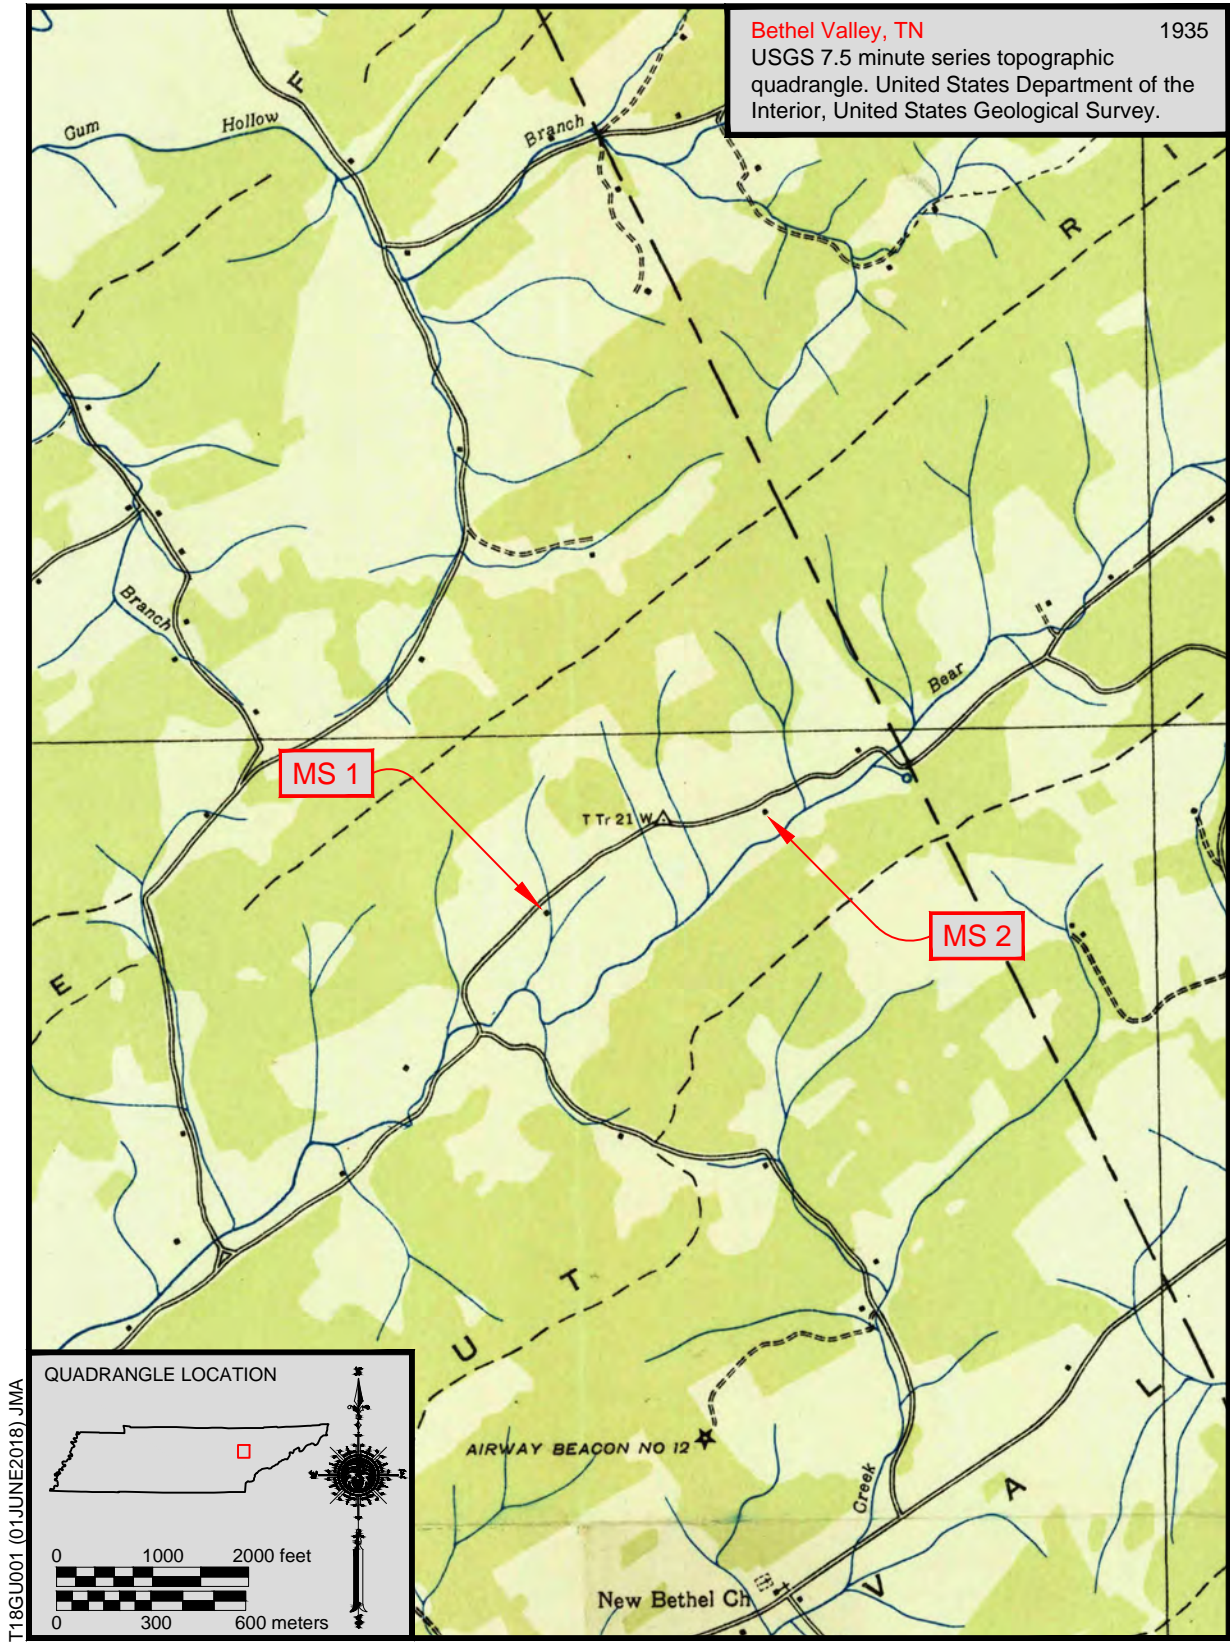 Bethel Valley, TN 1935
USGS 7.5 minute series topographic
quadrangle. United States Department of the
Interior, United States Geological Survey.
F
Gum Hollow Branch
I
R
Branch
Bear
MS 1
T Tr 21 W
MS 2
E
T
U
L
AIRWAY BEACON NO 12
Creek
A
New Bethel Ch
V
QUADRANGLE LOCATION
0 1000 2000 feet
0 300 600 meters
T18GU001 (01JUNE2018) JMA